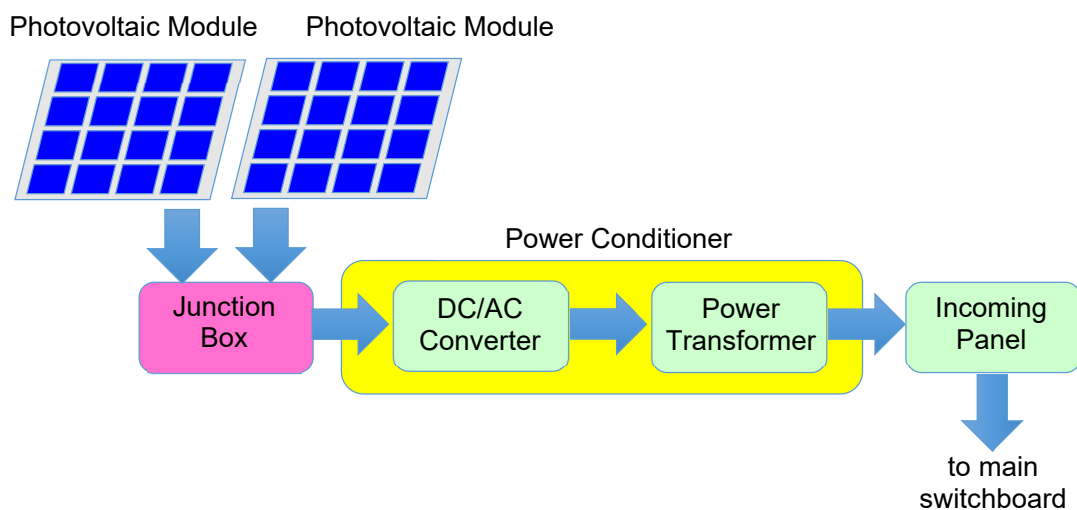 Photovoltaic Module
Photovoltaic Module
Power Conditioner
Junction
Box
DC/AC
Converter
Power
Transformer
Incoming
Panel
to main
switchboard